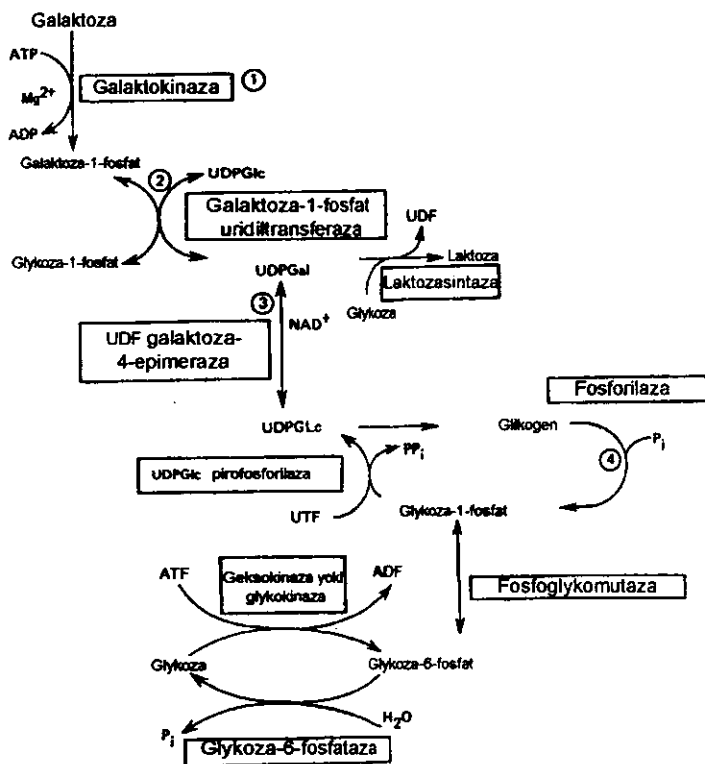 Galaktoza
ATP
Mg2+
ADP
Galaktokinaza
1
Galaktoza-1-fosfat
2
UDPGlc
Galaktoza-1-fosfat
uridiltransferaza
UDF
Glykoza-1-fosfat
UDPGal
Laktoza
Laktozasintaza
Glykoza
3
NAD+
UDF galaktoza-
4-epimeraza
Fosforilaza
UDPGLc
Glikogen
Pi
4
PPi
UDPGlc pirofosforilaza
UTF
Glykoza-1-fosfat
ATF
Geksokinaza yoki
glykokinaza
ADF
Fosfoglykomutaza
Glykoza
Glykoza-6-fosfat
Pi
H2O
Glykoza-6-fosfataza